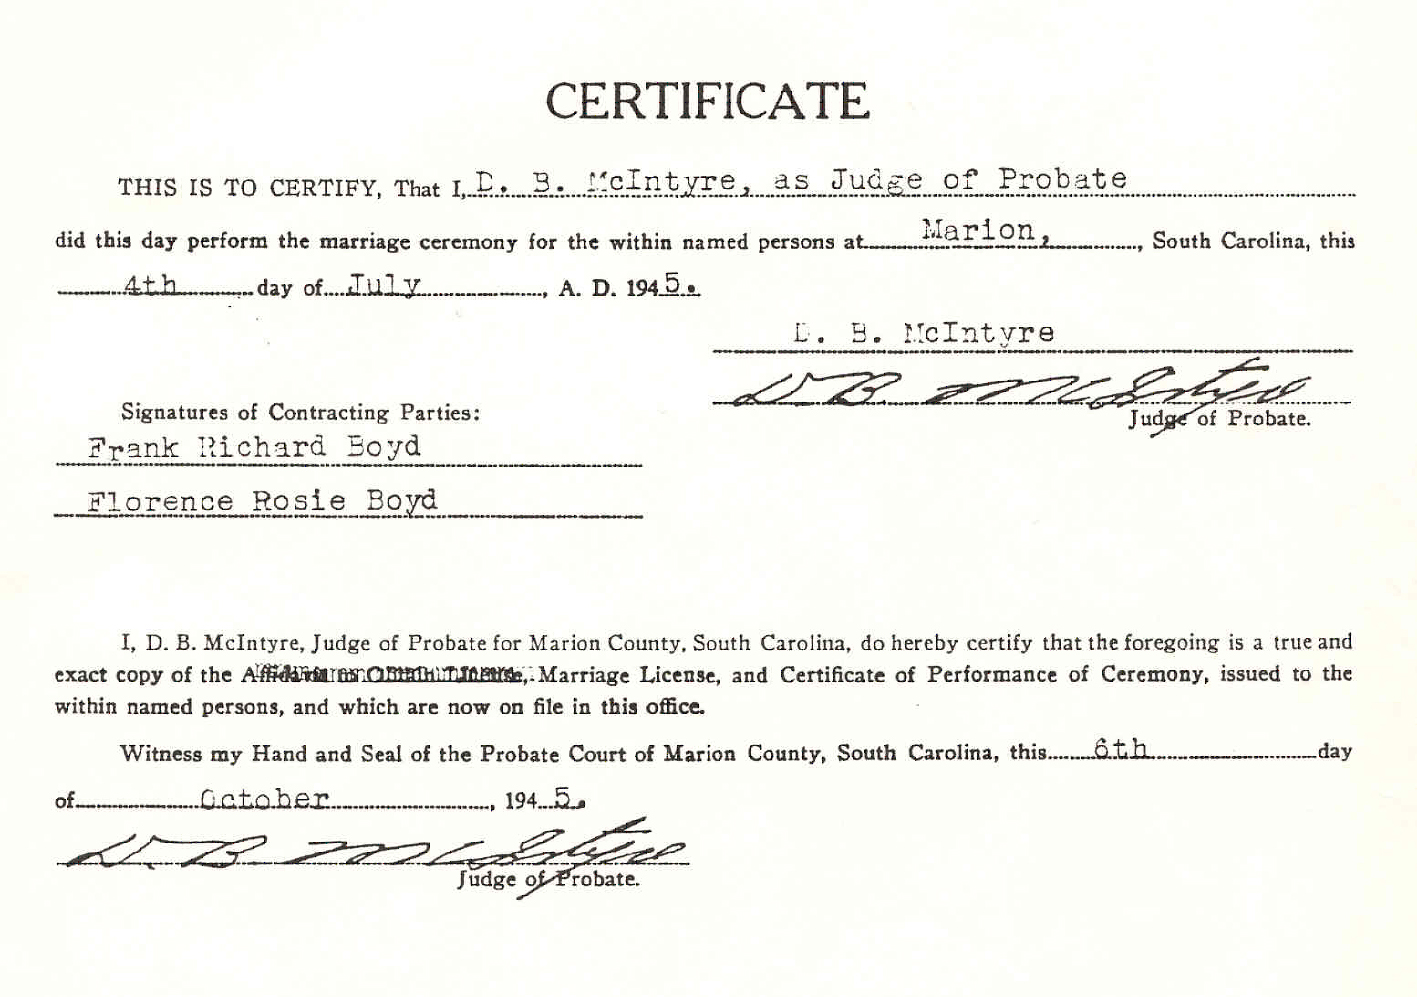 CERTIFICATE
THIS IS TO CERTIFY, That I, D. B. McIntyre, as Judge of Probate
did this day perform the marriage ceremony for the within named persons at Marion, , South Carolina, this
4th day of July , A. D. 1945.
D. B. McIntyre
D. B. McIntyre
Judge of Probate.
Signatures of Contracting Parties:
Frank Richard Boyd
Florence Rosie Boyd
I, D. B. McIntyre, Judge of Probate for Marion County, South Carolina, do hereby certify that the foregoing is a true and
exact copy of the Marriage License, and Certificate of Performance of Ceremony, issued to the
within named persons, and which are now on file in this office.
Witness my Hand and Seal of the Probate Court of Marion County, South Carolina, this 6th day
of October , 1945.
D. B. McIntyre
Judge of Probate.